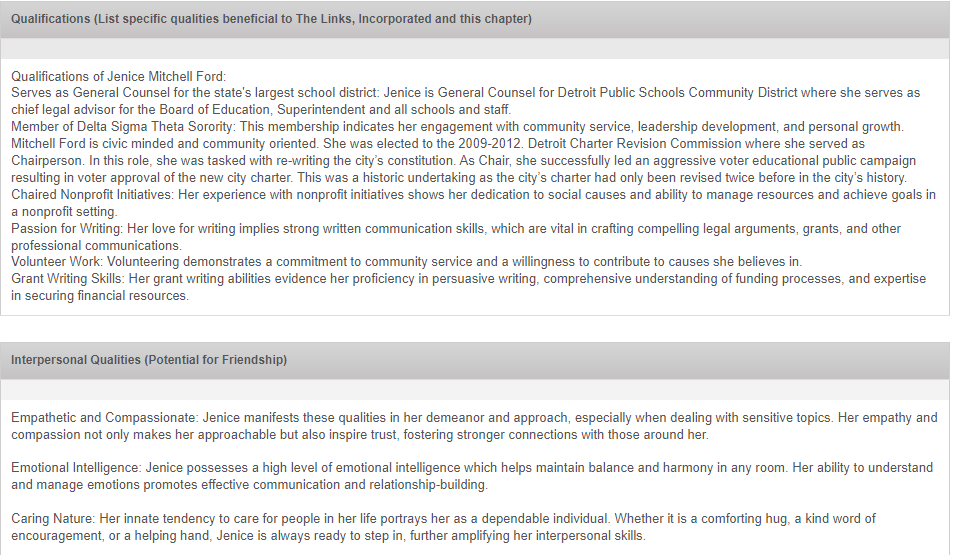 Qualifications (List specific qualities beneficial to The Links, Incorporated and this chapter)
Qualifications of Jenice Mitchell Ford:
Serves as General Counsel for the state's largest school district: Jenice is General Counsel for Detroit Public Schools Community District where she serves as
chief legal advisor for the Board of Education, Superintendent and all schools and staff.
Member of Delta Sigma Theta Sorority: This membership indicates her engagement with community service, leadership development, and personal growth.
Mitchell Ford is civic minded and community oriented. She was elected to the 2009-2012. Detroit Charter Revision Commission where she served as
Chairperson. In this role, she was tasked with re-writing the city's constitution. As Chair, she successfully led an aggressive voter educational public campaign
resulting in voter approval of the new city charter. This was a historic undertaking as the city's charter had only been revised twice before in the city's history.
Chaired Nonprofit Initiatives: Her experience with nonprofit initiatives shows her dedication to social causes and ability to manage resources and achieve goals in
a nonprofit setting.
Passion for Writing: Her love for writing implies strong written communication skills, which are vital in crafting compelling legal arguments, grants, and other
professional communications.
Volunteer Work: Volunteering demonstrates a commitment to community service and a willingness to contribute to causes she believes in.
Grant Writing Skills: Her grant writing abilities evidence her proficiency in persuasive writing, comprehensive understanding of funding processes, and expertise
in securing financial resources.
Interpersonal Qualities (Potential for Friendship)
Empathetic and Compassionate: Jenice manifests these qualities in her demeanor and approach, especially when dealing with sensitive topics. Her empathy and
compassion not only makes her approachable but also inspire trust, fostering stronger connections with those around her.
Emotional Intelligence: Jenice possesses a high level of emotional intelligence which helps maintain balance and harmony in any room. Her ability to understand
and manage emotions promotes effective communication and relationship-building.
Caring Nature: Her innate tendency to care for people in her life portrays her as a dependable individual. Whether it is a comforting hug, a kind word of
encouragement, or a helping hand, Jenice is always ready to step in, further amplifying her interpersonal skills.